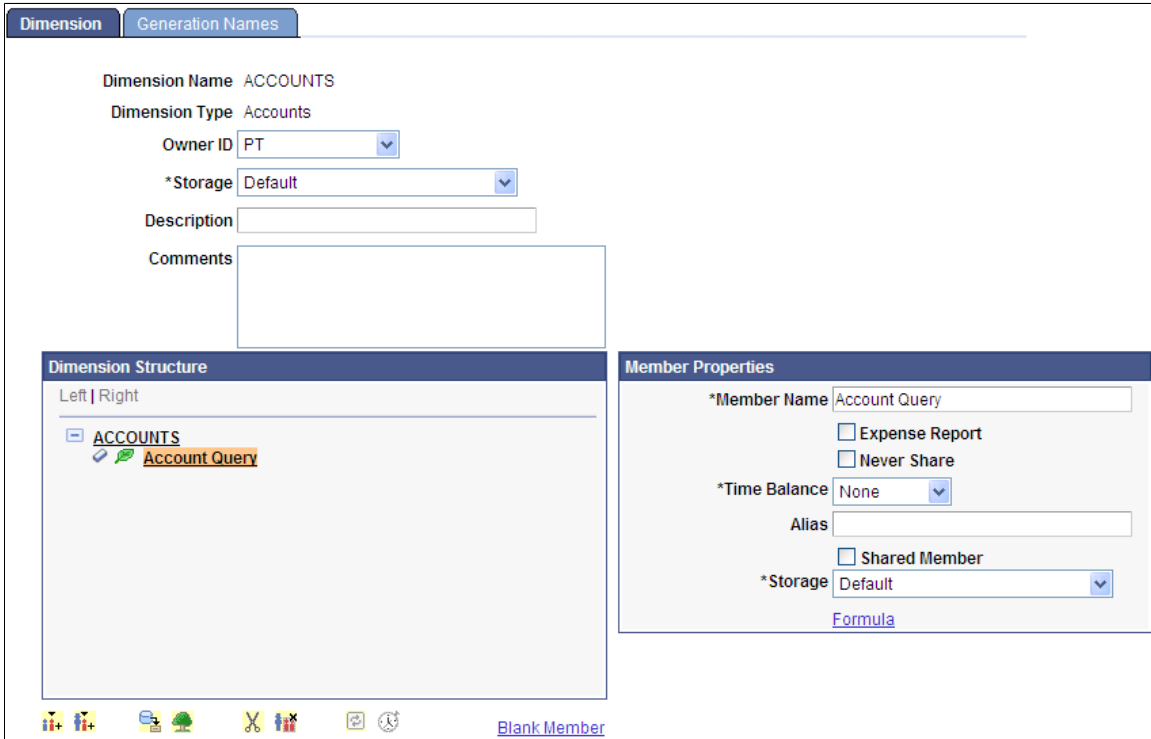 Dimension Generation Names
Dimension Name ACCOUNTS
Dimension Type Accounts
Owner ID PT
*Storage Default
Description
Comments
Dimension Structure
Left | Right
ACCOUNTS
Account Query
Member Properties
*Member Name Account Query
Expense Report
Never Share
*Time Balance None
Alias
Shared Member
*Storage Default
Formula
Blank Member